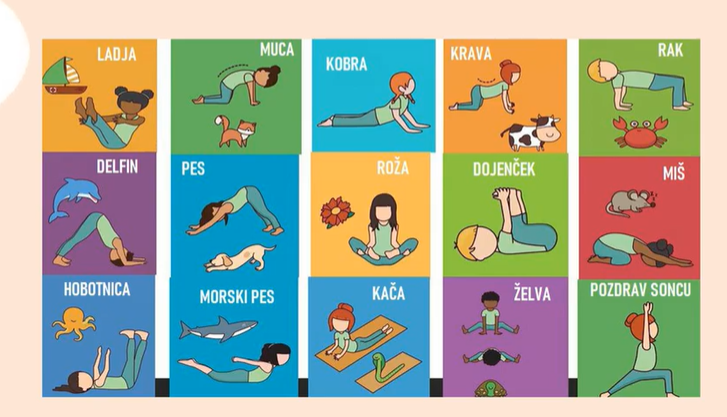 LADJA
MUCA
KOBRA
KRAVA
RAK
DELFIN
PES
ROŽA
DOJENČEK
MIŠ
HOBOTNICA
MORSKI PES
KAČA
ŽELVA
POZDRAV SONCU